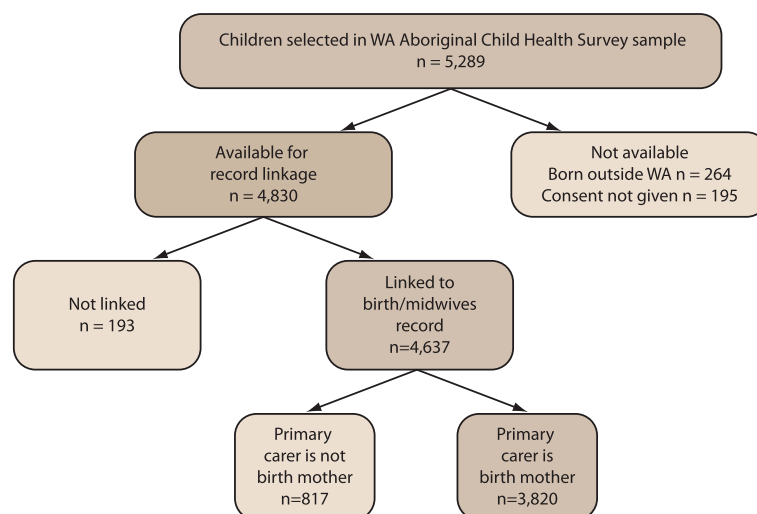 Children selected in WA Aboriginal Child Health Survey sample
n = 5,289
Available for
record linkage
n = 4,830
Not available
Born outside WA n = 264
Consent not given n = 195
Not linked
n = 193
Linked to
birth/midwives
record
n=4,637
Primary
carer is not
birth mother
n=817
Primary
carer is
birth mother
n=3,820